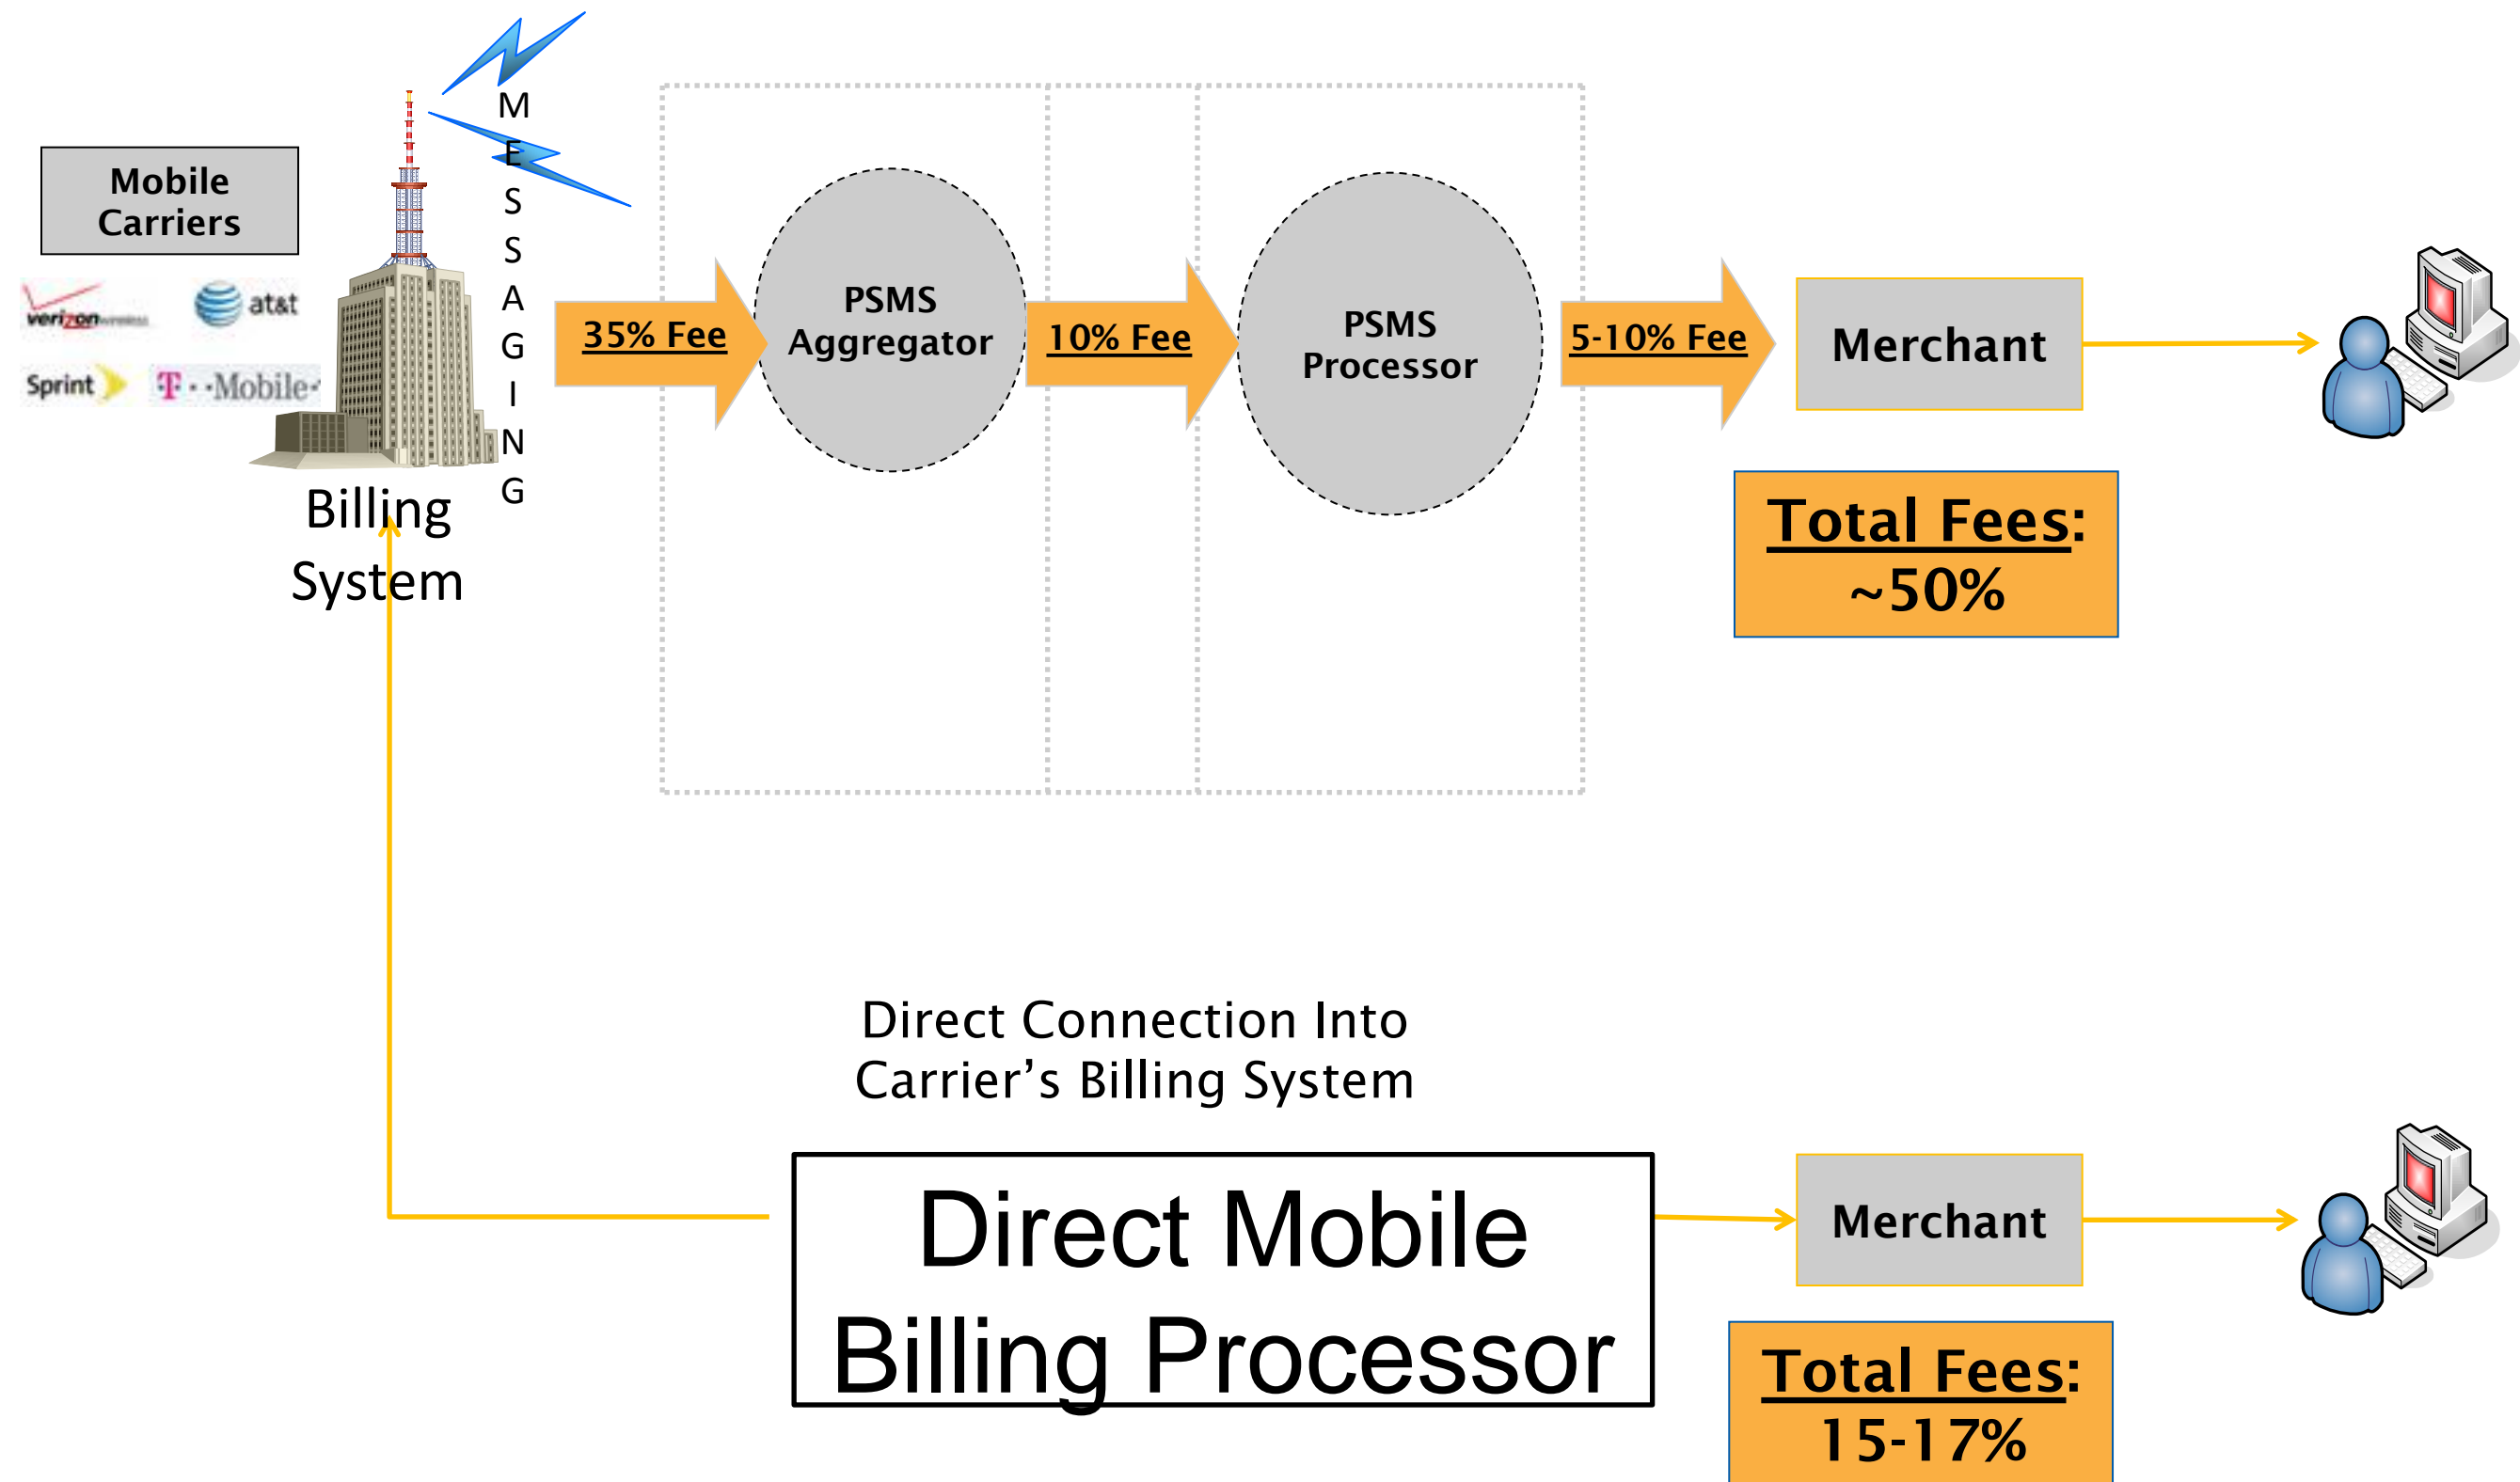 Mobile
Carriers
verizon wireless
at&t
Sprint
T··Mobile·
Billing
System
M
E
S
S
A
G
I
N
G
35% Fee
PSMS
Aggregator
10% Fee
PSMS
Processor
5-10% Fee
Merchant
Total Fees:
~50%
Direct Connection Into
Carrier’s Billing System
Direct Mobile
Billing Processor
Merchant
Total Fees:
15-17%